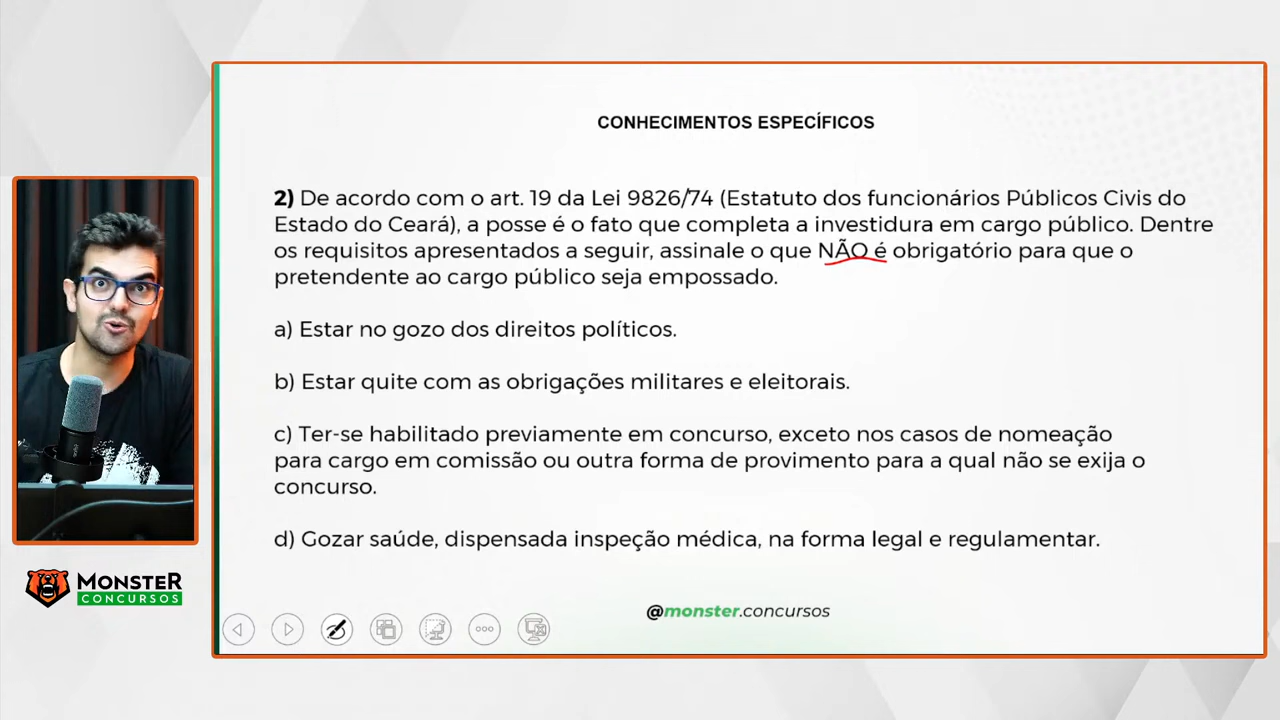 CONHECIMENTOS ESPECÍFICOS
2) De acordo com o art. 19 da Lei 9826/74 (Estatuto dos funcionários Públicos Civis do
Estado do Ceará), a posse é o fato que completa a investidura em cargo público. Dentre
os requisitos apresentados a seguir, assinale o que NÃO é obrigatório para que o
pretendente ao cargo público seja empossado.
a) Estar no gozo dos direitos políticos.
b) Estar quite com as obrigações militares e eleitorais.
c) Ter-se habilitado previamente em concurso, exceto nos casos de nomeação
para cargo em comissão ou outra forma de provimento para a qual não se exija o
concurso.
d) Gozar saúde, dispensada inspeção médica, na forma legal e regulamentar.
MONSTER
CONCURSOS
@monster.concursos